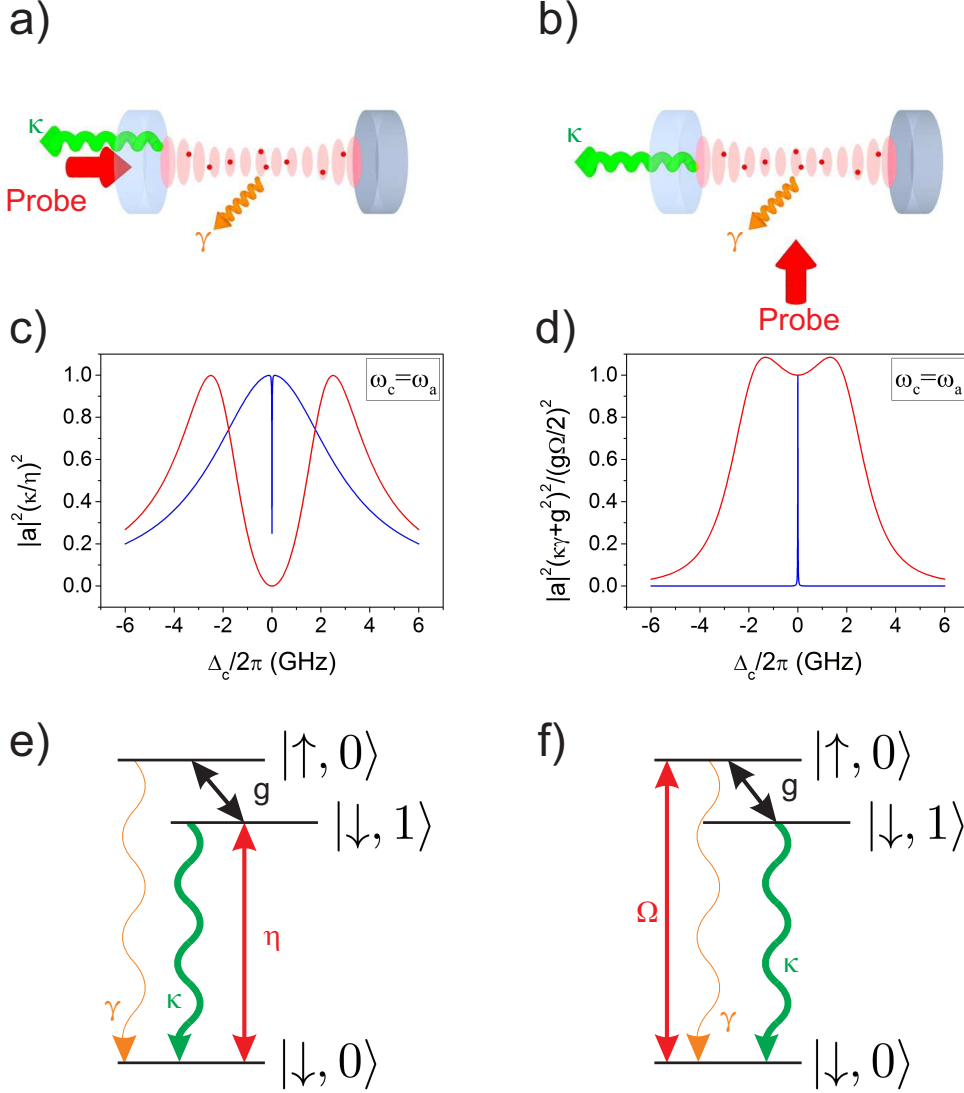 a)
b)
κ
Probe
γ
κ
γ
Probe
c)
d)
|a|²(κ/η)²
1.0
0.8
0.6
0.4
0.2
0.0
ω_c=ω_a
-6 -4 -2 0 2 4 6
Δ_c/2π (GHz)
|a|²(κγ+g²)²/(gΩ/2)²
1.0
0.8
0.6
0.4
0.2
0.0
ω_c=ω_a
-6 -4 -2 0 2 4 6
Δ_c/2π (GHz)
e)
|↑, 0⟩
g
|↓, 1⟩
η
γ
κ
|↓, 0⟩
f)
|↑, 0⟩
g
|↓, 1⟩
Ω
κ
γ
|↓, 0⟩